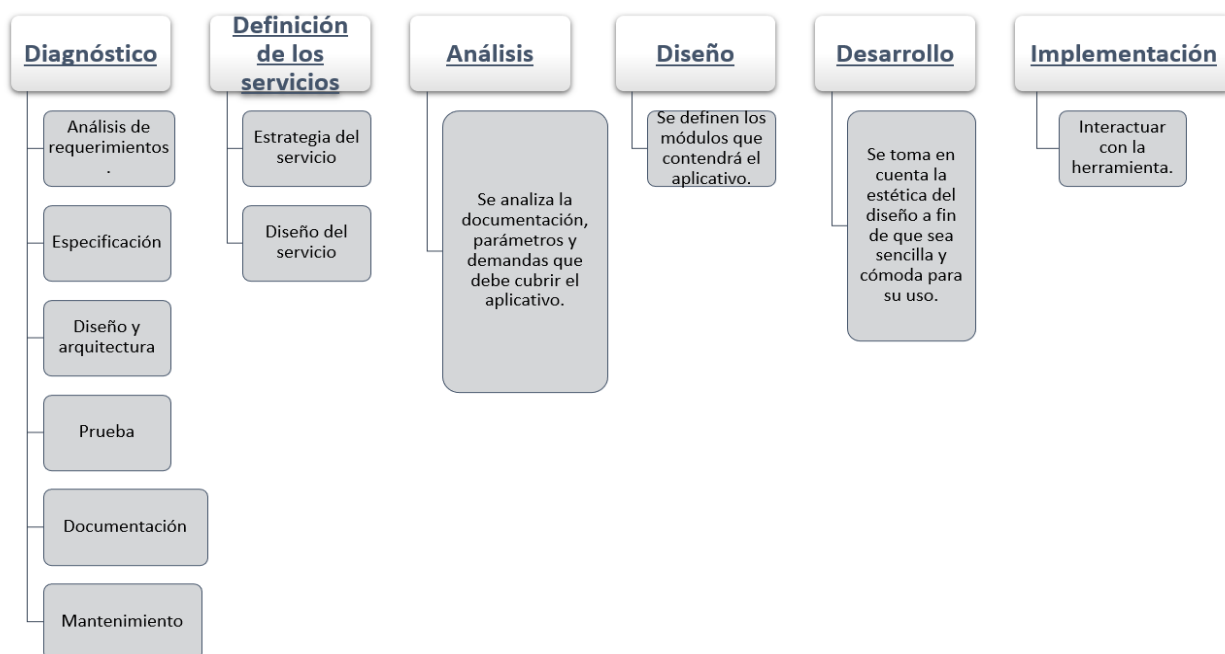 Diagnóstico
Análisis de
requerimientos
.
Especificación
Diseño y
arquitectura
Prueba
Documentación
Mantenimiento
Definición
de los
servicios
Estrategia del
servicio
Diseño del
servicio
Análisis
Se analiza la
documentación,
parámetros y
demandas que
debe cubrir el
aplicativo.
Diseño
Se definen los
módulos que
contendrá el
aplicativo.
Desarrollo
Se toma en
cuenta la
estética del
diseño a fin
de que sea
sencilla y
cómoda para
su uso.
Implementación
Interactuar
con la
herramienta.